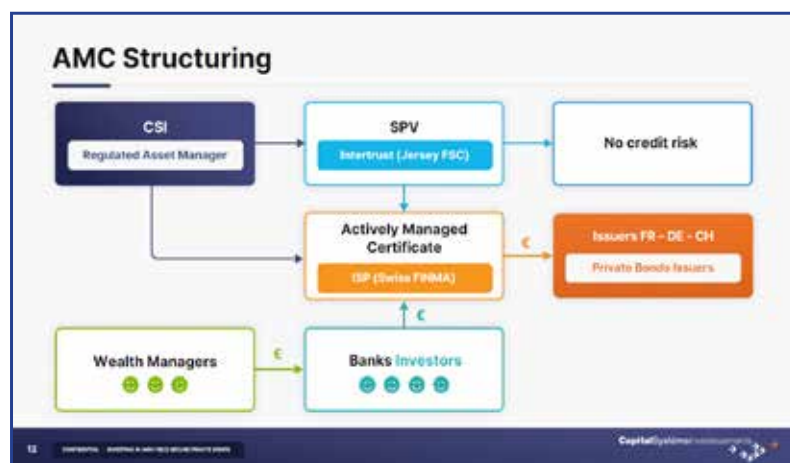 AMC Structuring
CSI
Regulated Asset Manager
SPV
Intertrust (Jersey FSC)
No credit risk
Actively Managed
Certificate
ISP (Swiss FINMA)
€
Issuers FR - DE - CH
Private Bonds Issuers
€
Wealth Managers
€
Banks Investors
12
CONFIDENTIAL
CapitalSystèmeInvestissements